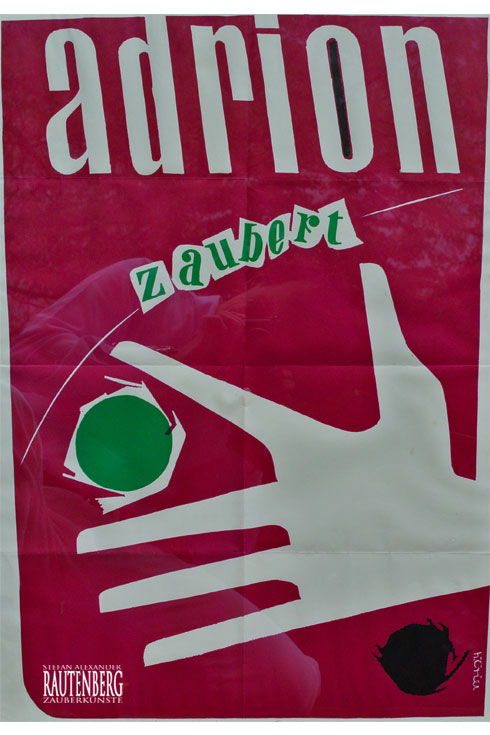 adrion
zaubert
STEFAN ALEXANDER
RAUTENBERG
ZAUBERKÜNSTE